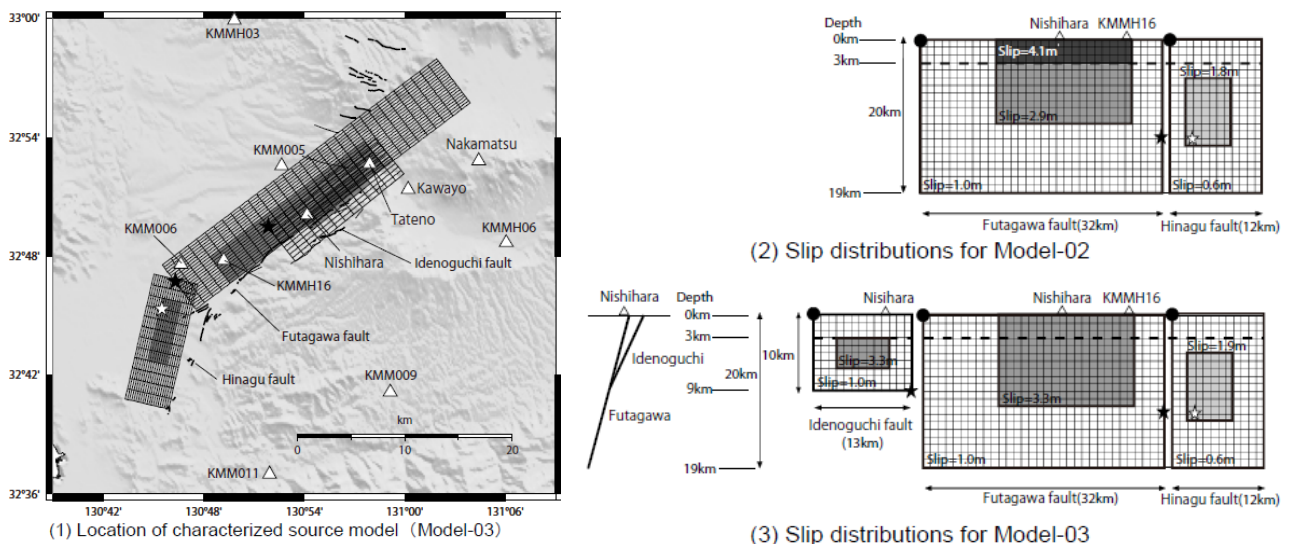 33°00'
32°54'
32°48'
32°42'
32°36'
130°42'
130°48'
130°54'
131°00'
131°06'
KMMH03
KMM005
Nakamatsu
Kawayo
Tateno
KMM006
KMMH06
Nishihara
Idenoguchi fault
KMMH16
Futagawa fault
Hinagu fault
KMM009
km
0
10
20
KMM011
(1) Location of characterized source model (Model-03)
Depth
0km
3km
20km
19km
Nishihara
KMMH16
Slip=4.1m
Slip=2.9m
Slip=1.0m
Slip=1.8m
Slip=0.6m
Futagawa fault(32km)
Hinagu fault(12km)
(2) Slip distributions for Model-02
Nishihara
Depth
0km
3km
Idenoguchi
20km
9km
Futagawa
19km
10km
Nisihara
Slip=3.3m
Slip=1.0m
Idenoguchi fault
(13km)
Nishihara
KMMH16
Slip=3.3m
Slip=1.0m
Slip=1.9m
Slip=0.6m
Futagawa fault(32km)
Hinagu fault(12km)
(3) Slip distributions for Model-03